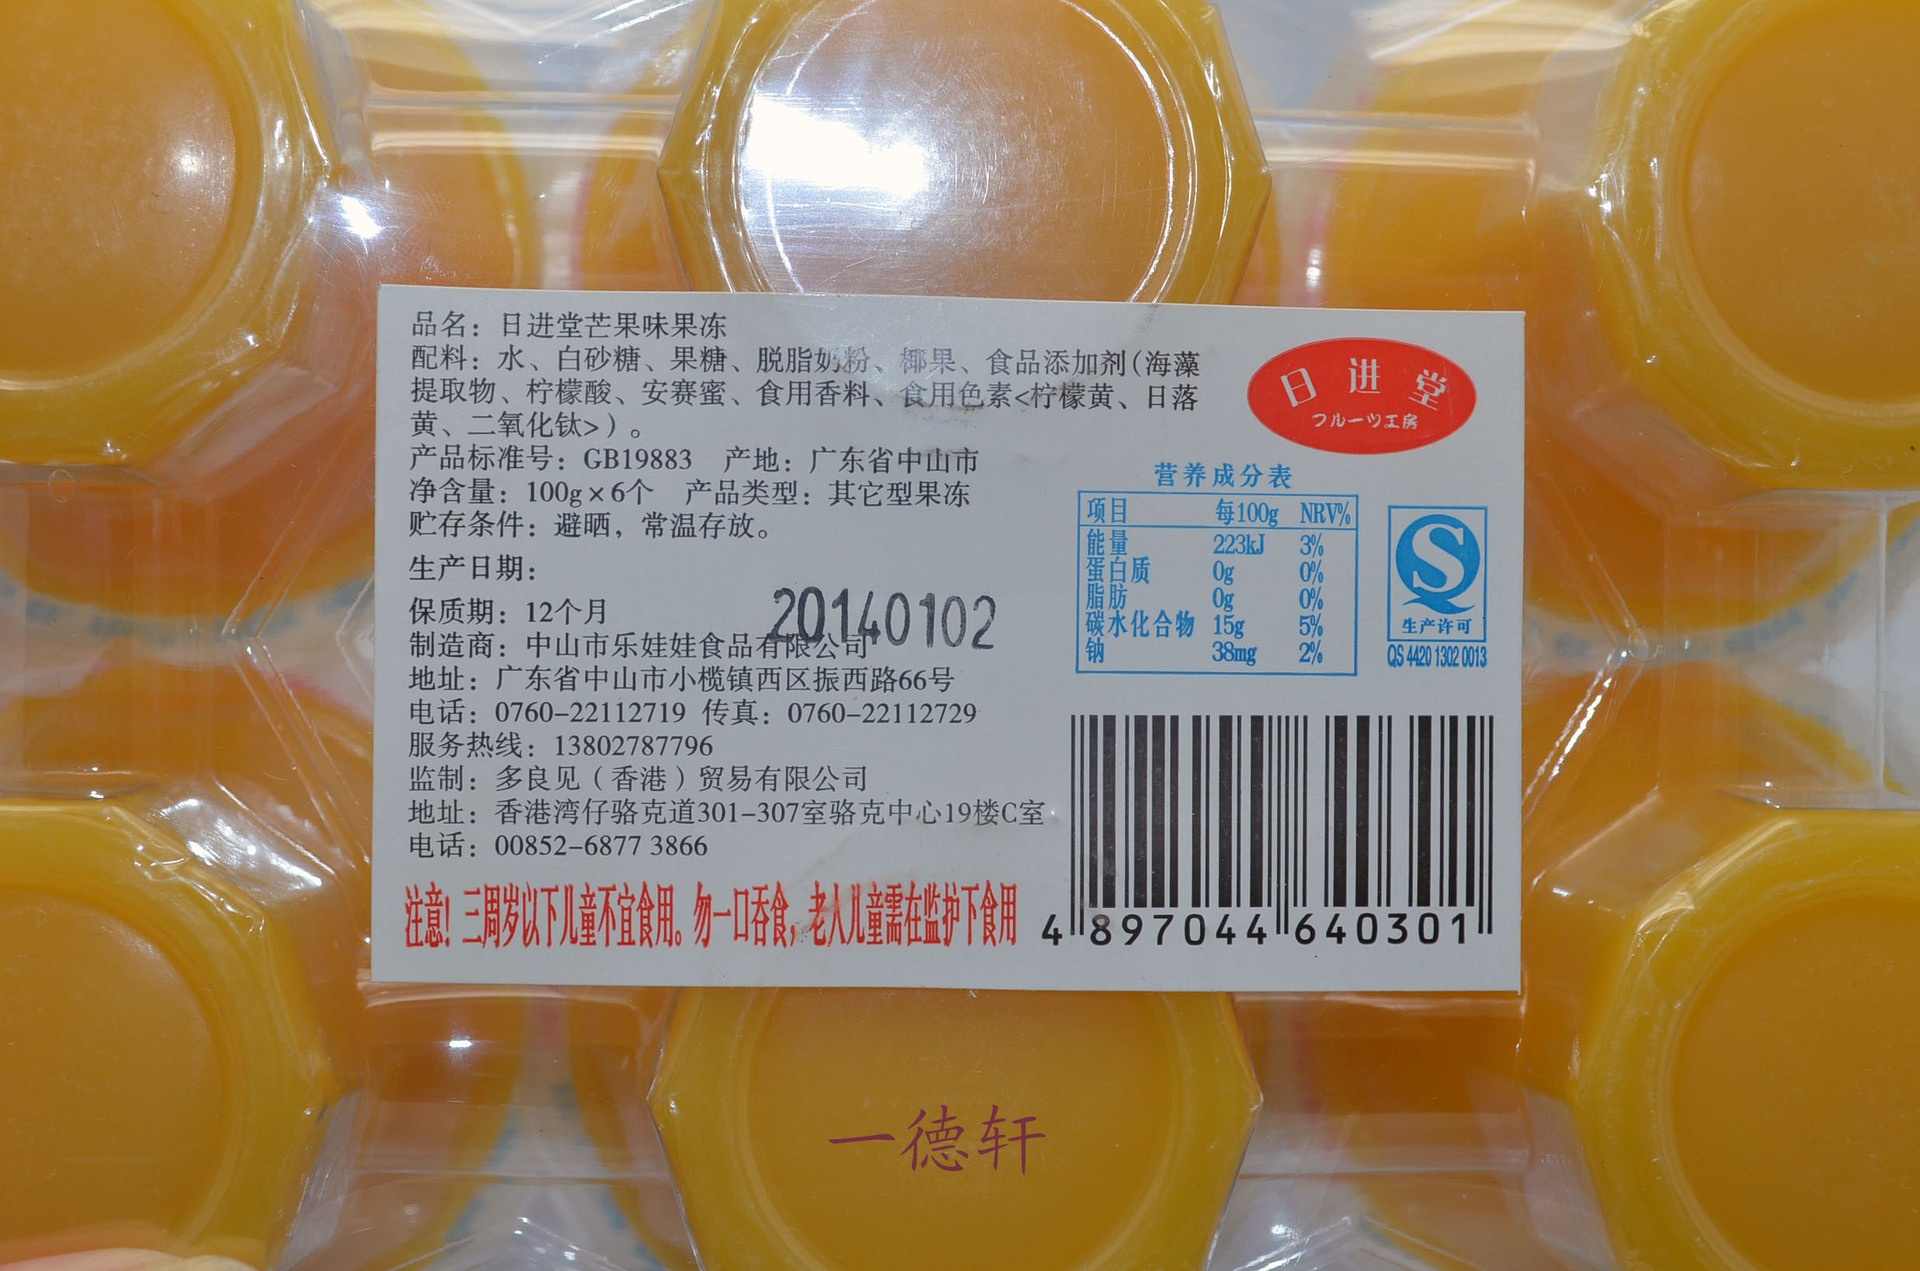 品名：日进堂芒果味果冻
配料：水、白砂糖、果糖、脱脂奶粉、椰果、食品添加剂（海藻
提取物、柠檬酸、安赛蜜、食用香料、食用色素<柠檬黄、日落
黄、二氧化钛>）。
产品标准号：GB19883 产地：广东省中山市
净含量：100g×6个 产品类型：其它型果冻
贮存条件：避晒，常温存放。
生产日期：
20140102
保质期：12个月
制造商：中山市乐娃娃食品有限公司
地址：广东省中山市小榄镇西区振西路66号
电话：0760-22112719 传真：0760-22112729
服务热线：13802787796
监制：多良见（香港）贸易有限公司
地址：香港湾仔骆克道301-307室骆克中心19楼C室
电话：00852-6877 3866
注意！三周岁以下儿童不宜食用。勿一口吞食，老人儿童需在监护下食用
日进堂
フルーツ工房
营养成分表
项目 每100g NRV%
能量 223kJ 3%
蛋白质 0g 0%
脂肪 0g 0%
碳水化合物 15g 5%
钠 38mg 2%
生产许可
QS 4420 1302 0013
4 897044 640301
一德轩